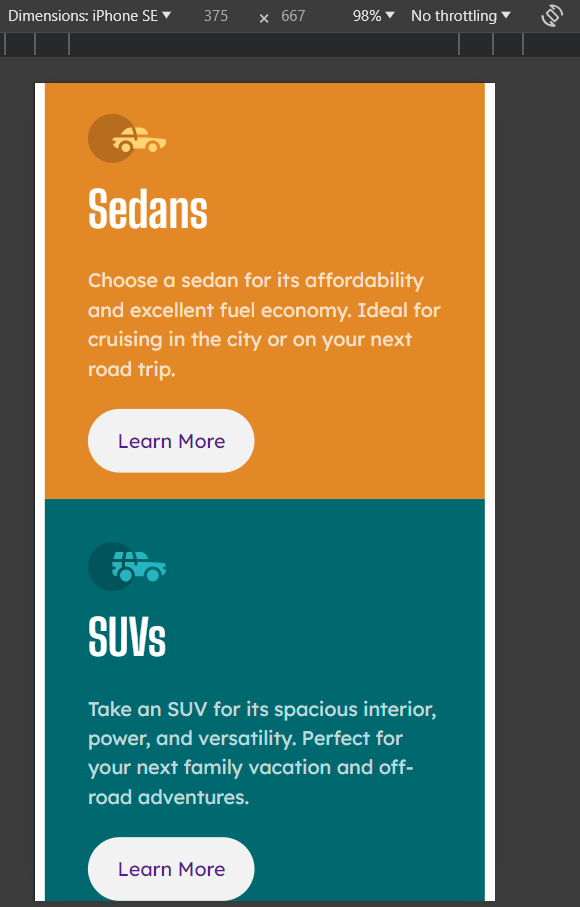 Dimensions: iPhone SE 375 × 667 98% No throttling
Sedans
Choose a sedan for its affordability
and excellent fuel economy. Ideal for
cruising in the city or on your next
road trip.
Learn More
SUVs
Take an SUV for its spacious interior,
power, and versatility. Perfect for
your next family vacation and off-
road adventures.
Learn More